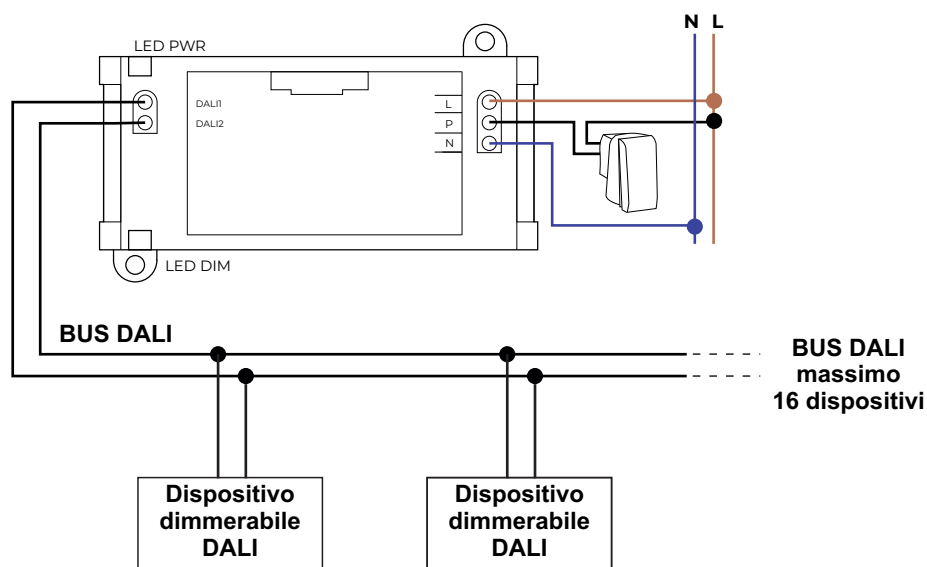 N L
LED PWR
DALI1
DALI2
L
P
N
LED DIM
BUS DALI
BUS DALI
massimo
16 dispositivi
Dispositivo
dimmerabile
DALI
Dispositivo
dimmerabile
DALI